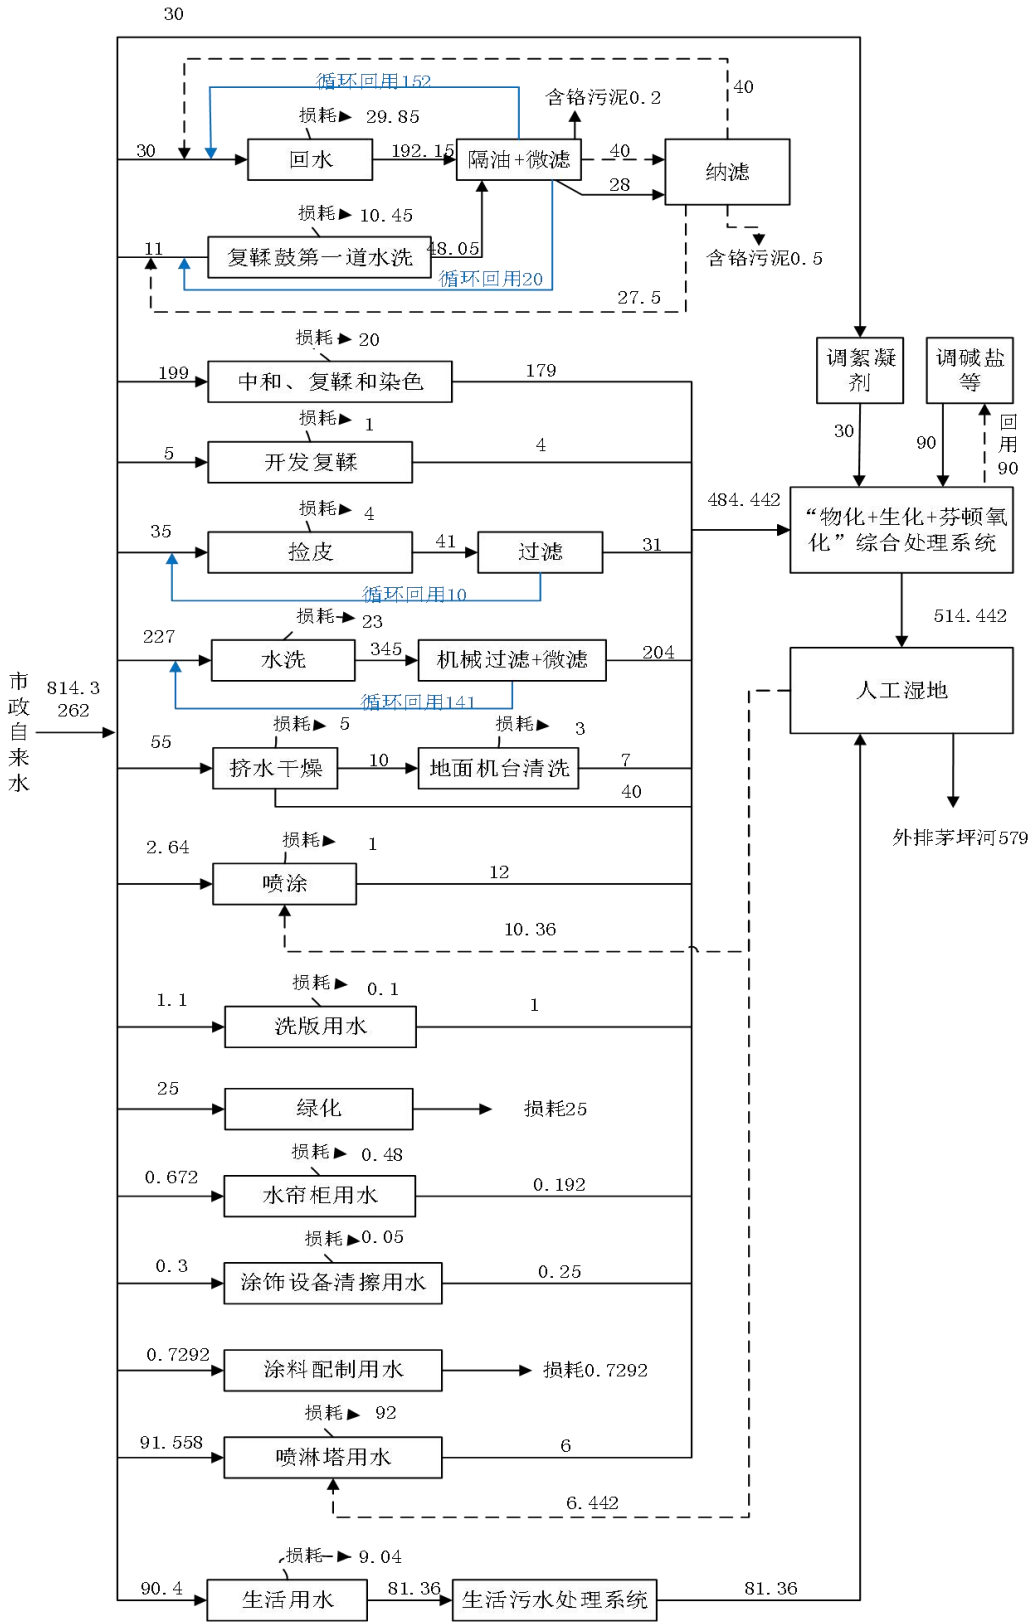 30
循环回用152
40
含铬污泥0.2
损耗 29.85
30
回水
192.15
隔油+微滤
40
28
纳滤
损耗 10.45
11
复鞣鼓第一道水洗
48.05
含铬污泥0.5
循环回用20
27.5
损耗 20
199
中和、复鞣和染色
179
调絮凝
剂
调碱盐
等
损耗 1
5
开发复鞣
4
30
90
回
用
90
损耗 4
35
捡皮
41
过滤
31
484.442
“物化+生化+芬顿氧
化”综合处理系统
循环回用10
损耗 23
514.442
227
水洗
345
机械过滤+微滤
204
人工湿地
循环回用141
市
政
自
来
水
814.3
262
损耗 5
损耗 3
55
挤水干燥
10
地面机台清洗
7
40
外排茅坪河579
损耗 1
2.64
喷涂
12
10.36
损耗 0.1
1.1
洗版用水
1
25
绿化
损耗25
损耗 0.48
0.672
水帘柜用水
0.192
损耗 0.05
0.3
涂饰设备清擦用水
0.25
0.7292
涂料配制用水
损耗0.7292
损耗 92
91.558
喷淋塔用水
6
6.442
损耗 9.04
90.4
生活用水
81.36
生活污水处理系统
81.36